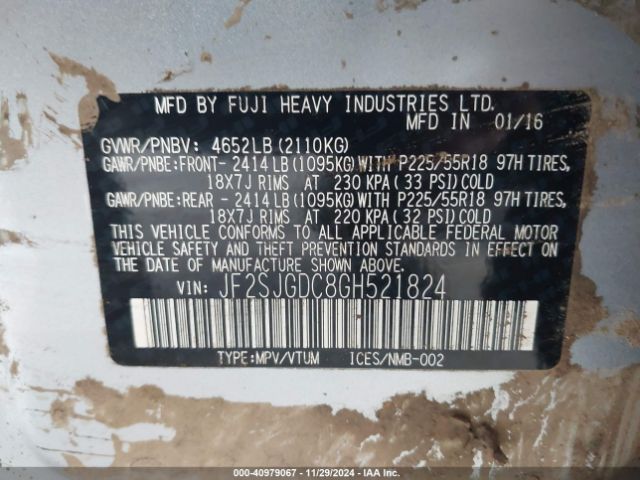 MFD BY FUJI HEAVY INDUSTRIES LTD.
MFD IN 01/16
GVWR/PNBV: 4652LB(2110KG)
GAWR/PNBE:FRONT-2414LB(1095KG)WITH P225/55R18 97H TIRES,
18X7J RIMS AT 230 KPA(33 PSI)COLD
GAWR/PNBE:REAR -2414LB(1095KG)WITH P225/55R18 97H TIRES,
18X7J RIMS AT 220 KPA(32 PSI)COLD
THIS VEHICLE CONFORMS TO ALL APPLICABLE FEDERAL MOTOR
VEHICLE SAFETY AND THEFT PREVENTION STANDARDS IN EFFECT
ON THE DATE OF MANUFACTURE SHOWN ABOVE.
VIN: JF2SJGDC8GH521824
TYPE:MPV/VTUM ICES/NMB-002
000-40979067 - 11/29/2024 - IAA Inc.